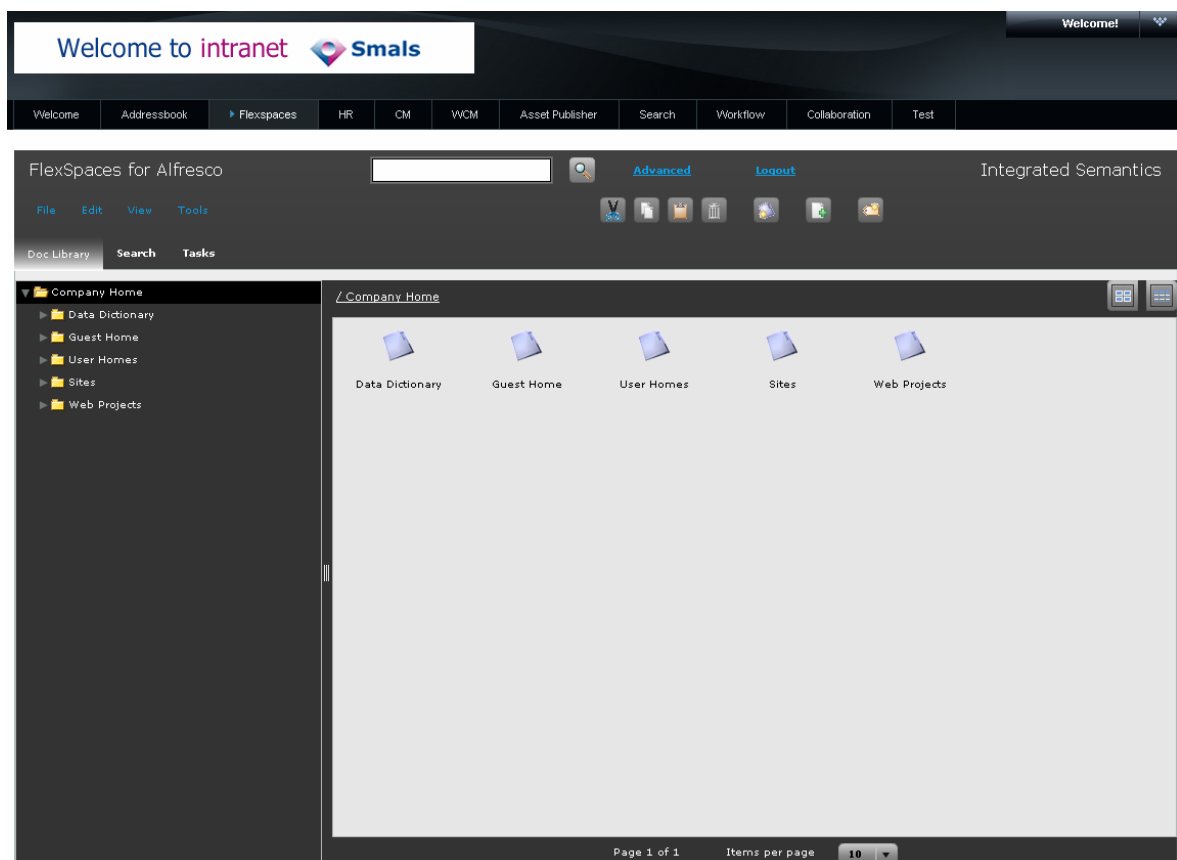 Welcome!
Welcome to intranet Smals
Welcome Addressbook Flexspaces HR CM WCM Asset Publisher Search Workflow Collaboration Test
FlexSpaces for Alfresco Advanced Logout Integrated Semantics
File Edit View Tools
Doc Library Search Tasks
Company Home
Data Dictionary
Guest Home
User Homes
Sites
Web Projects
/ Company Home
Data Dictionary Guest Home User Homes Sites Web Projects
Page 1 of 1 Items per page 10